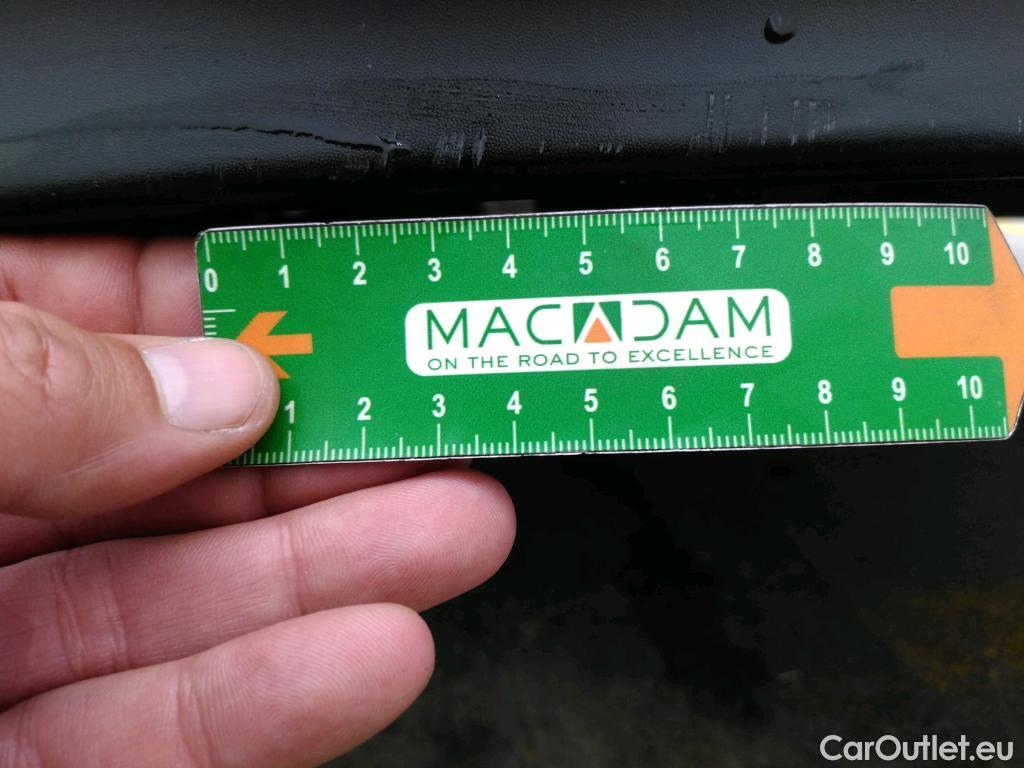 0 1 2 3 4 5 6 7 8 9 10
MACADAM
ON THE ROAD TO EXCELLENCE
1 2 3 4 5 6 7 8 9 10
CarOutlet.eu